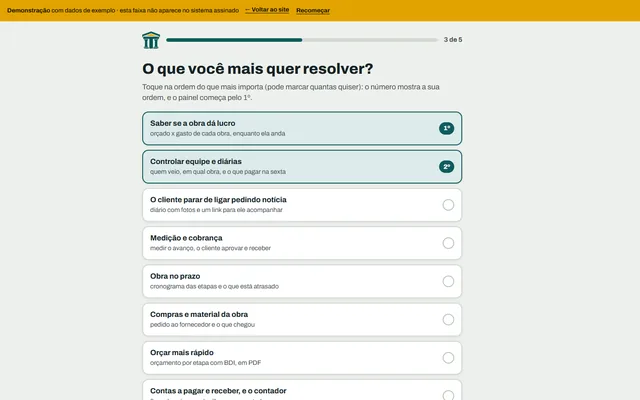 Demonstração com dados de exemplo · esta faixa não aparece no sistema assinado ← Voltar ao site Recomeçar
3 de 5
O que você mais quer resolver?
Toque na ordem do que mais importa (pode marcar quantas quiser): o número mostra a sua
ordem, e o painel começa pelo 1º.
Saber se a obra dá lucro
orçado x gasto de cada obra, enquanto ela anda
1º
Controlar equipe e diárias
quem veio, em qual obra, e o que pagar na sexta
2º
O cliente parar de ligar pedindo notícia
diário com fotos e um link para ele acompanhar
Medição e cobrança
medir o avanço, o cliente aprovar e receber
Obra no prazo
cronograma das etapas e o que está atrasado
Compras e material da obra
pedido ao fornecedor e o que chegou
Orçar mais rápido
orçamento por etapa com BDI, em PDF
Contas a pagar e receber, e o contador